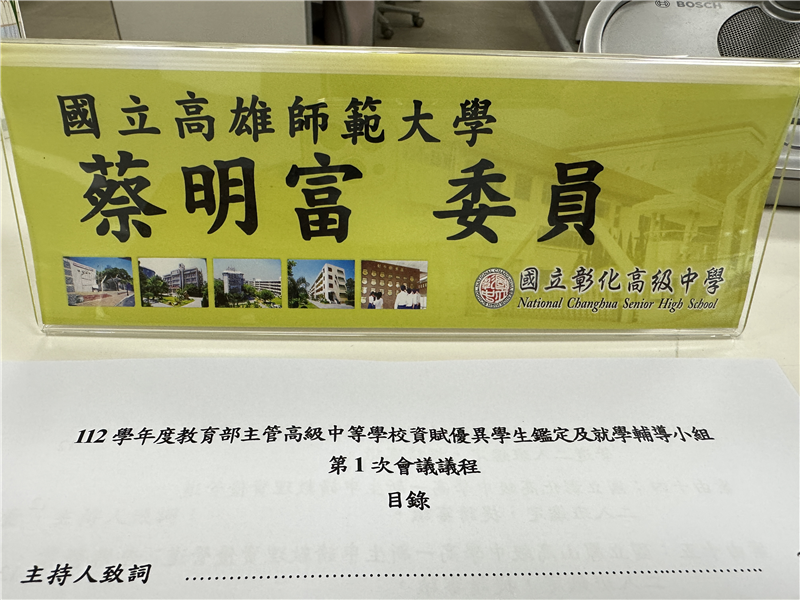 BOSCH
國立高雄師範大學
蔡明富 委員
國立彰化高級中學
National Changhua Senior High School
112 學年度教育部主管高級中等學校資賦優異學生鑑定及就學輔導小組
第 1 次會議議程
目錄
主持人致詞 ........................................................................